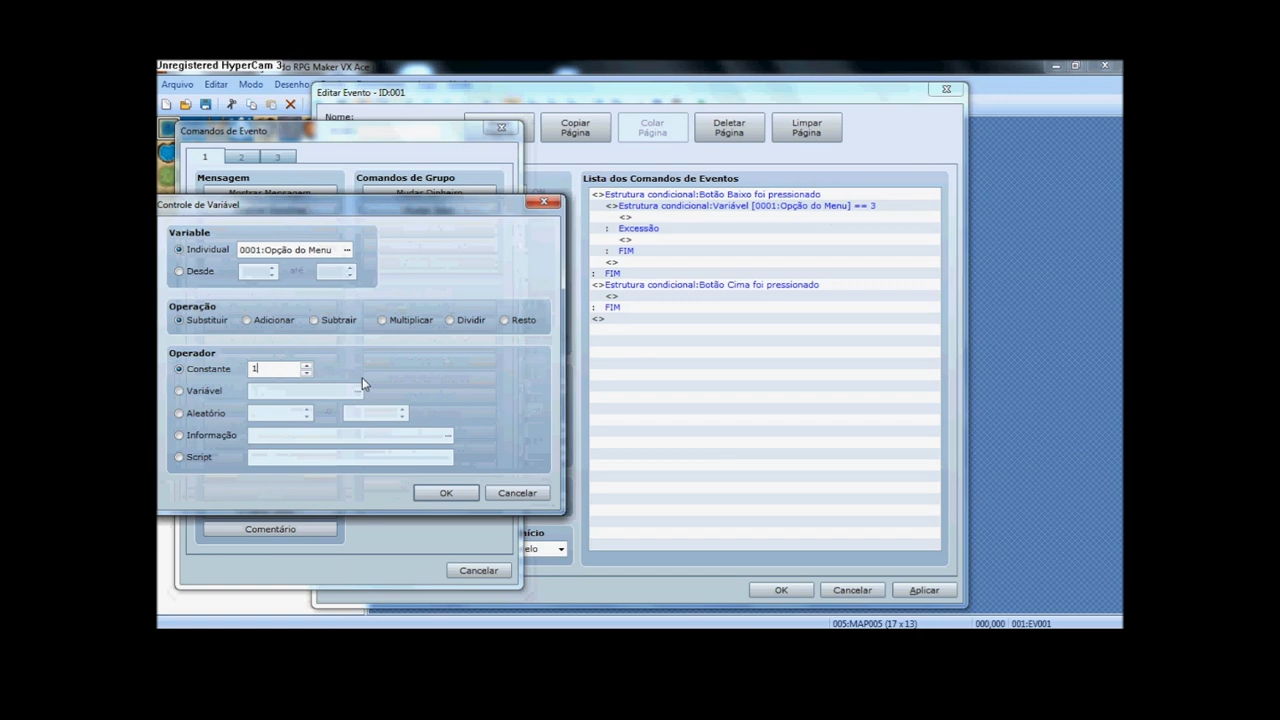 Unregistered HyperCam 3
do RPG Maker VX Ace
Arquivo Editar Modo Desenho
Editar Evento - ID:001
Nome:
Copiar Página
Colar Página
Deletar Página
Limpar Página
Comandos de Evento
1 2 3
Mensagem
Comandos de Grupo
Mostrar Mensagem
Mudar Dinheiro
Controle de Variável
Variable
Individual 0001:Opção do Menu ...
Desde até
Operação
Substituir Adicionar Subtrair Multiplicar Dividir Resto
Operador
Constante 1
Variável
Aleatório
Informação ...
Script
OK Cancelar
Comentário
Cancelar
Lista dos Comandos de Eventos
<>Estrutura condicional:Botão Baixo foi pressionado
<>Estrutura condicional:Variável [0001:Opção do Menu] == 3
<>
: Excessão
<>
: FIM
<>
: FIM
<>Estrutura condicional:Botão Cima foi pressionado
<>
: FIM
<>
OK Cancelar Aplicar
005:MAP005 (17 x 13) 000,000 001:EV001